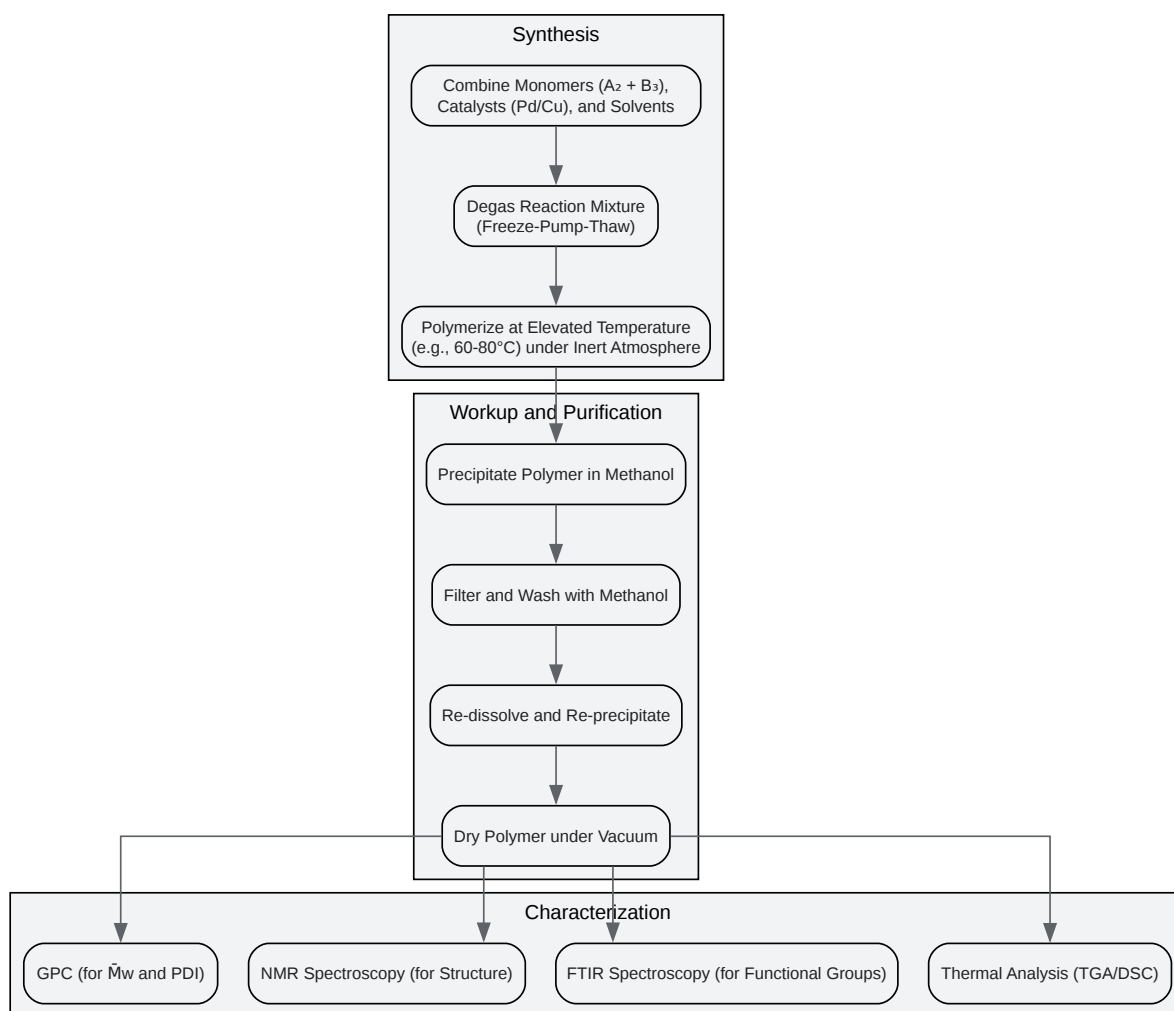 Synthesis
Combine Monomers (A₂ + B₃),
Catalysts (Pd/Cu), and Solvents
Degas Reaction Mixture
(Freeze-Pump-Thaw)
Polymerize at Elevated Temperature
(e.g., 60-80°C) under Inert Atmosphere
Workup and Purification
Precipitate Polymer in Methanol
Filter and Wash with Methanol
Re-dissolve and Re-precipitate
Dry Polymer under Vacuum
Characterization
GPC (for M̄w and PDI)
NMR Spectroscopy (for Structure)
FTIR Spectroscopy (for Functional Groups)
Thermal Analysis (TGA/DSC)